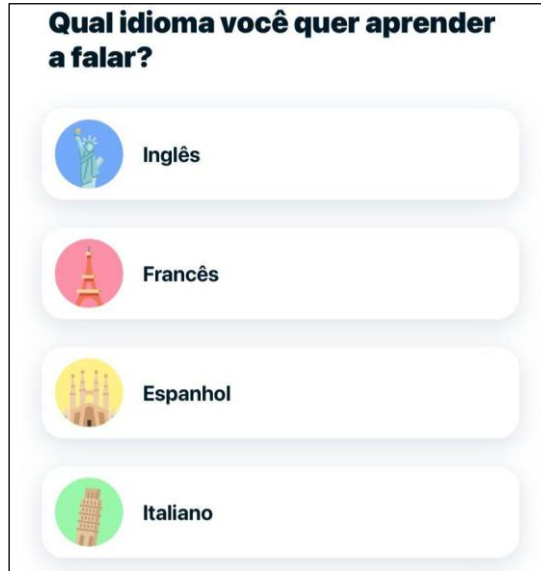 Qual idioma você quer aprender
a falar?
Inglês
Francês
Espanhol
Italiano